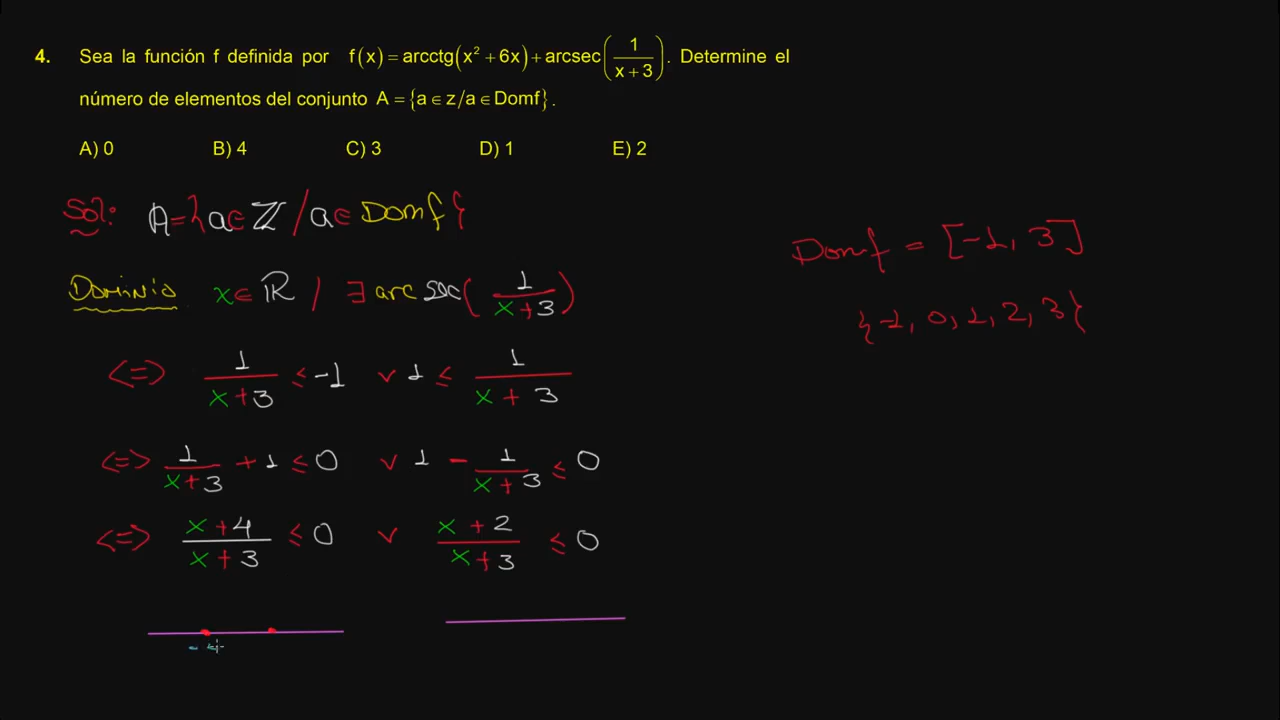 4. Sea la función f definida por f(x)=arcctg(x²+6x)+arcsec(1/(x+3)). Determine el
número de elementos del conjunto A={a∈z/a∈Domf}.
A) 0 B) 4 C) 3 D) 1 E) 2
Sol: A={a∈ℤ/a∈Domf}
Dominio x∈ℝ / ∃ arc sec(1/(x+3))
<=> 1/(x+3) ≤ -1 ∨ 1 ≤ 1/(x+3)
<=> 1/(x+3) + 1 ≤ 0 ∨ 1 - 1/(x+3) ≤ 0
<=> (x+4)/(x+3) ≤ 0 ∨ (x+2)/(x+3) ≤ 0
-4
Domf = [-1, 3]
{-1, 0, 1, 2, 3}